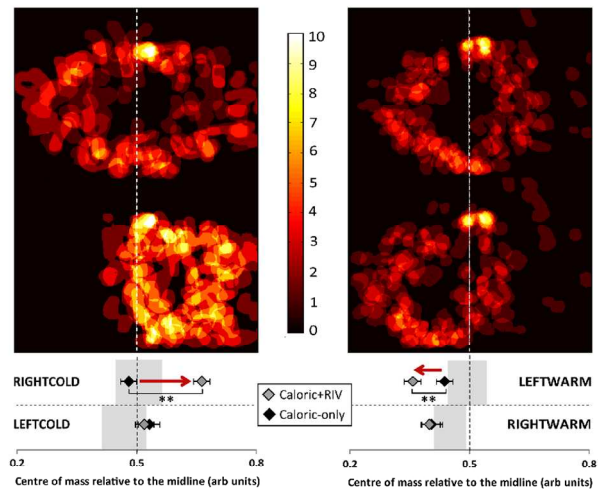 10
9
8
7
6
5
4
3
2
1
0
RIGHTCOLD
**
LEFTCOLD
Caloric+RIV
Caloric-only
**
LEFTWARM
RIGHTWARM
0.2 0.5 0.8
0.2 0.5 0.8
Centre of mass relative to the midline (arb units)
Centre of mass relative to the midline (arb units)